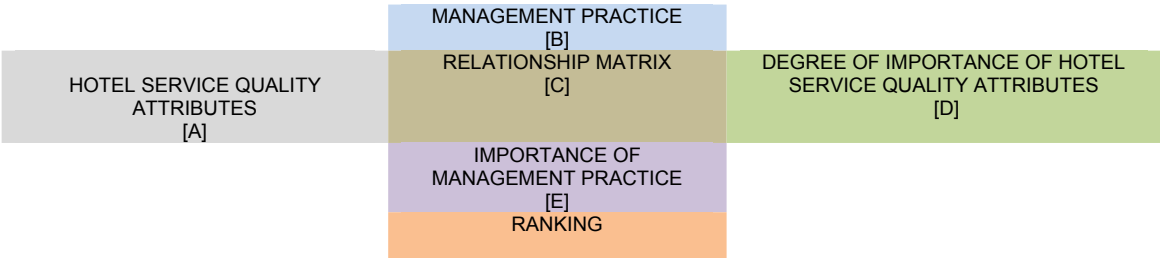 MANAGEMENT PRACTICE
[B]
HOTEL SERVICE QUALITY
ATTRIBUTES
[A]
RELATIONSHIP MATRIX
[C]
DEGREE OF IMPORTANCE OF HOTEL
SERVICE QUALITY ATTRIBUTES
[D]
IMPORTANCE OF
MANAGEMENT PRACTICE
[E]
RANKING